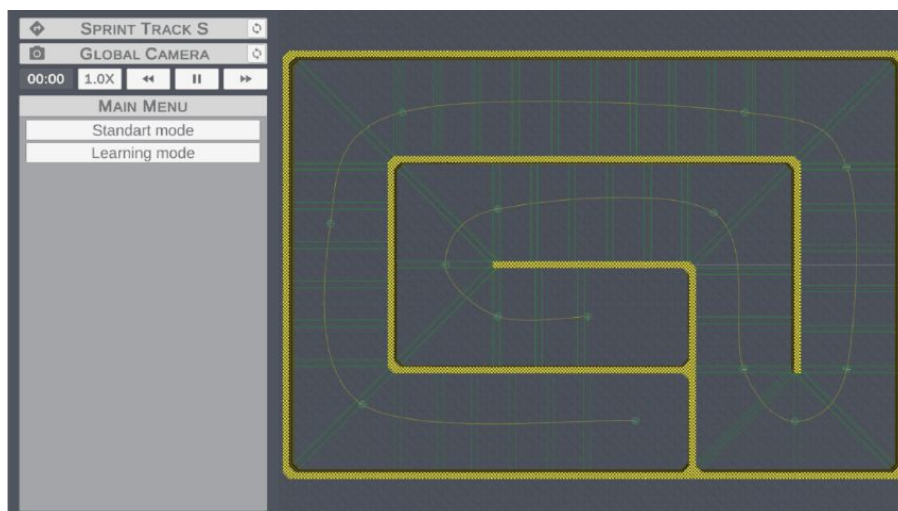 SPRINT TRACK S
GLOBAL CAMERA
00:00 1.0X
MAIN MENU
Standart mode
Learning mode